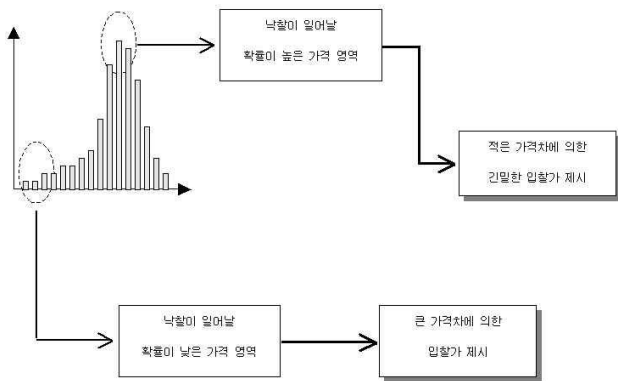 낙찰이 일어날
확률이 높은 가격 영역
적은 가격차에 의한
긴밀한 입찰가 제시
낙찰이 일어날
확률이 낮은 가격 영역
큰 가격차에 의한
입찰가 제시